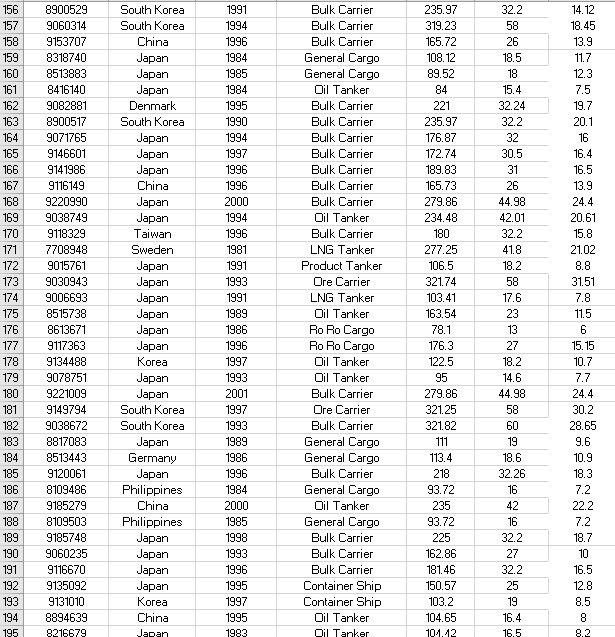 156 8900529 South Korea 1991 Bulk Carrier 235.97 32.2 14.12
157 9060314 South Korea 1994 Bulk Carrier 319.23 58 18.45
158 9153707 China 1996 Bulk Carrier 165.72 26 13.9
159 8318740 Japan 1984 General Cargo 108.12 18.5 11.7
160 8513883 Japan 1985 General Cargo 89.52 18 12.3
161 8416140 Japan 1984 Oil Tanker 84 15.4 7.5
162 9082881 Denmark 1995 Bulk Carrier 221 32.24 19.7
163 8900517 South Korea 1990 Bulk Carrier 235.97 32.2 20.1
164 9071765 Japan 1994 Bulk Carrier 176.87 32 16
165 9146601 Japan 1997 Bulk Carrier 172.74 30.5 16.4
166 9141986 Japan 1996 Bulk Carrier 189.83 31 16.5
167 9116149 China 1996 Bulk Carrier 165.73 26 13.9
168 9220990 Japan 2000 Bulk Carrier 279.86 44.98 24.4
169 9038749 Japan 1994 Oil Tanker 234.48 42.01 20.61
170 9118329 Taiwan 1996 Bulk Carrier 180 32.2 15.8
171 7708948 Sweden 1981 LNG Tanker 277.25 41.8 21.02
172 9015761 Japan 1991 Product Tanker 106.5 18.2 8.8
173 9030943 Japan 1993 Ore Carrier 321.74 58 31.51
174 9006693 Japan 1991 LNG Tanker 103.41 17.6 7.8
175 8515738 Japan 1989 Oil Tanker 163.54 23 11.5
176 8613671 Japan 1986 Ro Ro Cargo 78.1 13 6
177 9117363 Japan 1996 Ro Ro Cargo 176.3 27 15.15
178 9134488 Korea 1997 Oil Tanker 122.5 18.2 10.7
179 9078751 Japan 1993 Oil Tanker 95 14.6 7.7
180 9221009 Japan 2001 Bulk Carrier 279.86 44.98 24.4
181 9149794 South Korea 1997 Ore Carrier 321.25 58 30.2
182 9038672 South Korea 1993 Bulk Carrier 321.82 60 28.65
183 8817083 Japan 1989 General Cargo 111 19 9.6
184 8513443 Germany 1986 General Cargo 113.4 18.6 10.9
185 9120061 Japan 1996 Bulk Carrier 218 32.26 18.3
186 8109486 Philippines 1984 General Cargo 93.72 16 7.2
187 9185279 China 2000 Oil Tanker 235 42 22.2
188 8109503 Philippines 1985 General Cargo 93.72 16 7.2
189 9185748 Japan 1998 Bulk Carrier 225 32.2 18.7
190 9060235 Japan 1993 Bulk Carrier 162.86 27 10
191 9116670 Japan 1996 Bulk Carrier 181.46 32.2 16.5
192 9135092 Japan 1995 Container Ship 150.57 25 12.8
193 9131010 Korea 1997 Container Ship 103.2 19 8.5
194 8894639 China 1995 Oil Tanker 104.65 16.4 8
195 8216679 Japan 1983 Oil Tanker 104.42 16.5 8.2